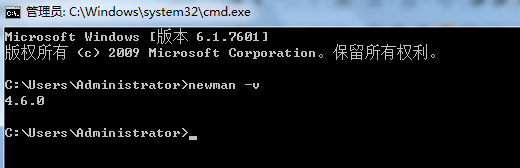 管理员: C:\Windows\system32\cmd.exe
Microsoft Windows [版本 6.1.7601]
版权所有 (c) 2009 Microsoft Corporation。保留所有权利。
C:\Users\Administrator>newman -v
4.6.0
C:\Users\Administrator>